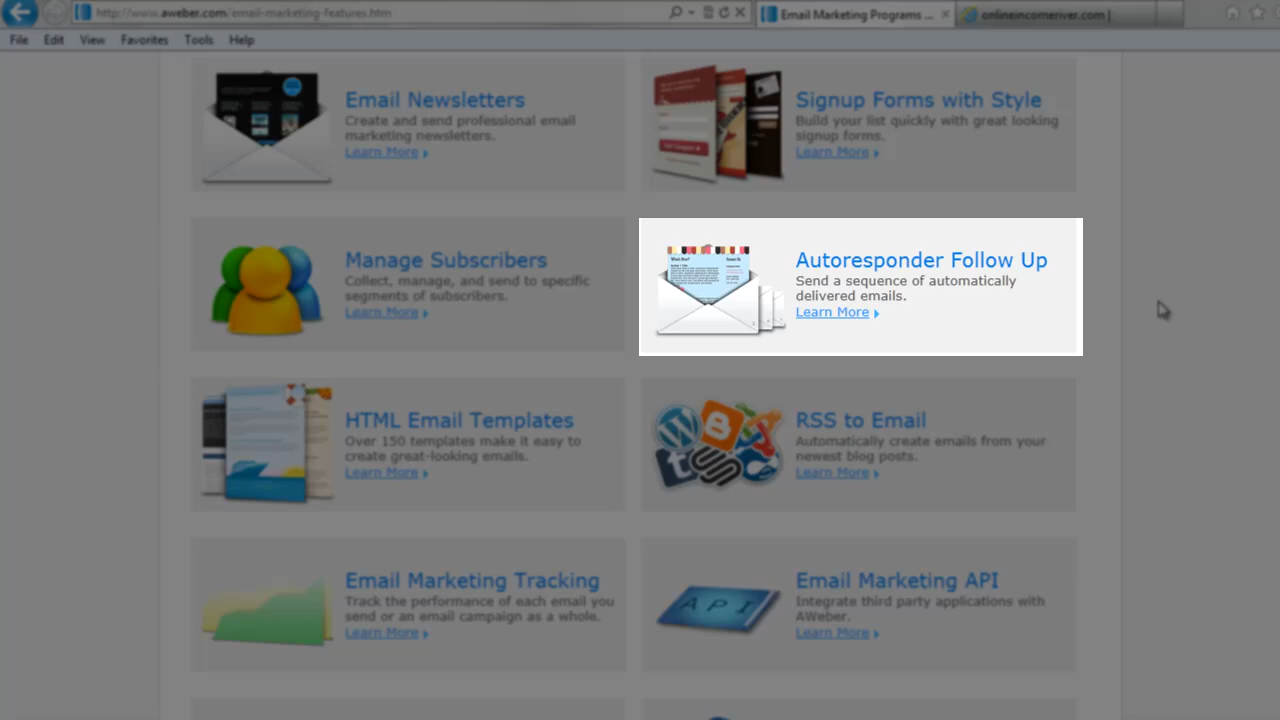 http://www.aweber.com/email-marketing-features.htm
Email Marketing Programs ...
onlineincomeriver.com |
File Edit View Favorites Tools Help
Email Newsletters
Create and send professional email
marketing newsletters.
Learn More
Signup Forms with Style
Build your list quickly with great looking
signup forms.
Learn More
Manage Subscribers
Collect, manage, and send to specific
segments of subscribers.
Learn More
Autoresponder Follow Up
Send a sequence of automatically
delivered emails.
Learn More
HTML Email Templates
Over 150 templates make it easy to
create great-looking emails.
Learn More
RSS to Email
Automatically create emails from your
newest blog posts.
Learn More
Email Marketing Tracking
Track the performance of each email you
send or an email campaign as a whole.
Learn More
API
Email Marketing API
Integrate third party applications with
AWeber.
Learn More